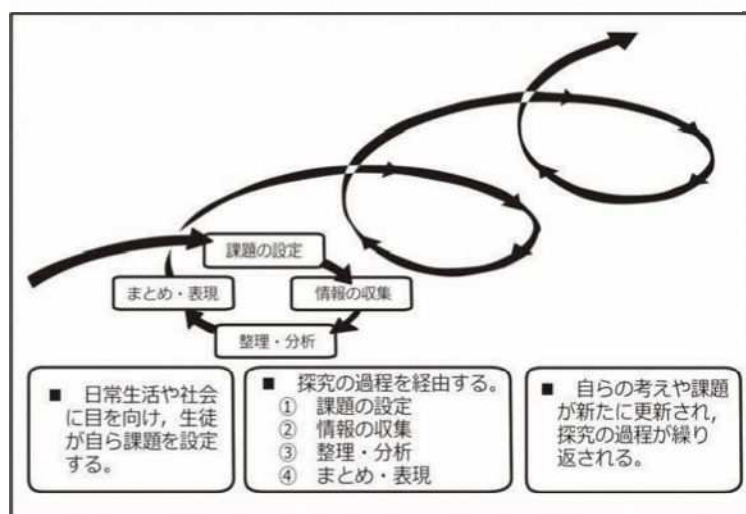 課題の設定
まとめ・表現
情報の収集
整理・分析
■ 日常生活や社会
に目を向け，生徒
が自ら課題を設定
する。
■ 探究の過程を経由する。
① 課題の設定
② 情報の収集
③ 整理・分析
④ まとめ・表現
■ 自らの考えや課題
が新たに更新され，
探究の過程が繰り
返される。